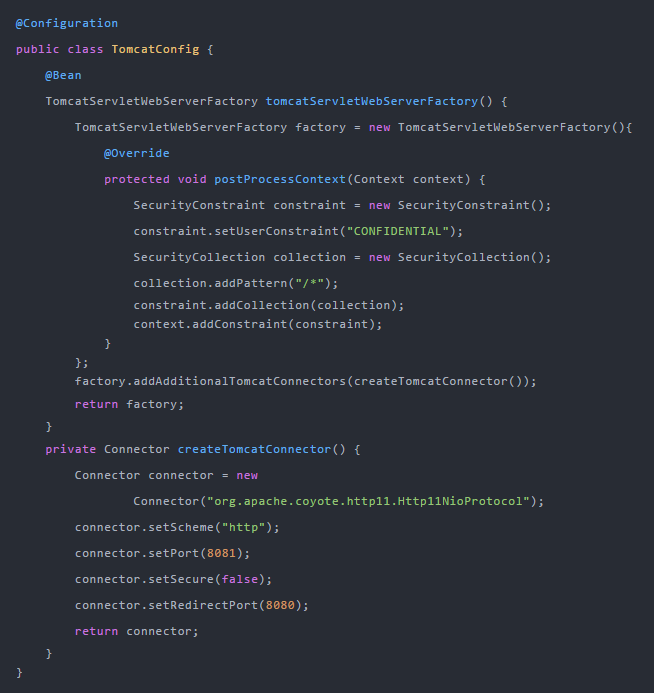 @Configuration
public class TomcatConfig {
    @Bean
    TomcatServletWebServerFactory tomcatServletWebServerFactory() {
        TomcatServletWebServerFactory factory = new TomcatServletWebServerFactory(){
            @Override
            protected void postProcessContext(Context context) {
                SecurityConstraint constraint = new SecurityConstraint();
                constraint.setUserConstraint("CONFIDENTIAL");
                SecurityCollection collection = new SecurityCollection();
                collection.addPattern("/*");
                constraint.addCollection(collection);
                context.addConstraint(constraint);
            }
        };
        factory.addAdditionalTomcatConnectors(createTomcatConnector());
        return factory;
    }
    private Connector createTomcatConnector() {
        Connector connector = new
                Connector("org.apache.coyote.http11.Http11NioProtocol");
        connector.setScheme("http");
        connector.setPort(8081);
        connector.setSecure(false);
        connector.setRedirectPort(8080);
        return connector;
    }
}